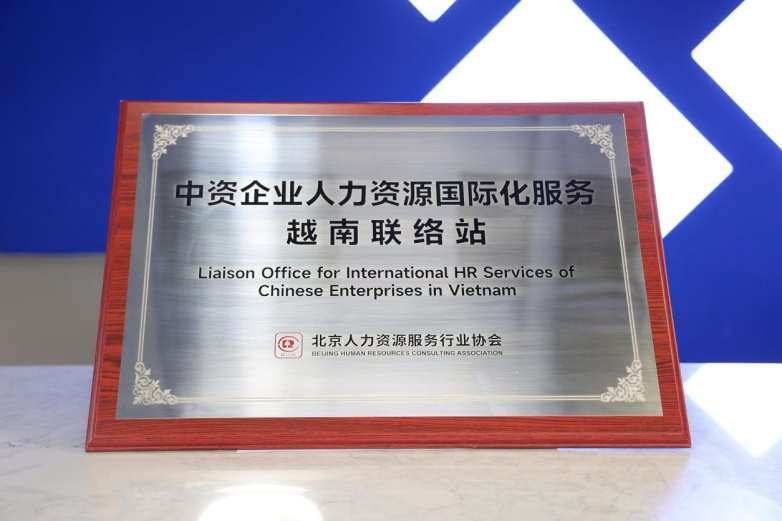 中资企业人力资源国际化服务
越南联络站
Liaison Office for International HR Services of
Chinese Enterprises in Vietnam
北京人力资源服务行业协会
BEIJING HUMAN RESOURCES CONSULTING ASSOCIATION